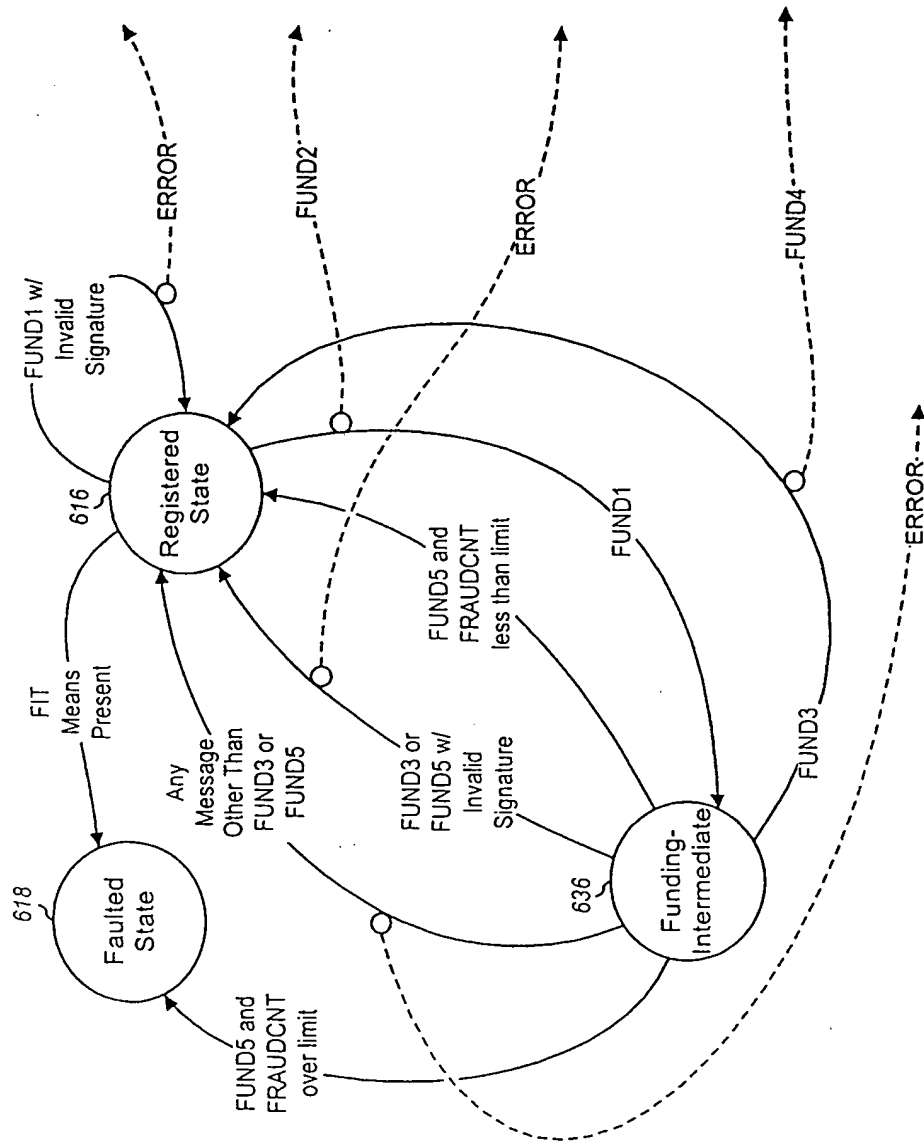 618
Faulted
State
FIT
Means
Present
616
Registered
State
FUND1 w/
Invalid
Signature
ERROR
FUND2
ERROR
FUND4
ERROR
FUND5 and
FRAUDCNT
over limit
Any
Message
Other Than
FUND3 or
FUND5
FUND3 or
FUND5 w/
Invalid
Signature
FUND5 and
FRAUDCNT
less than limit
FUND1
FUND3
636
Funding-
Intermediate